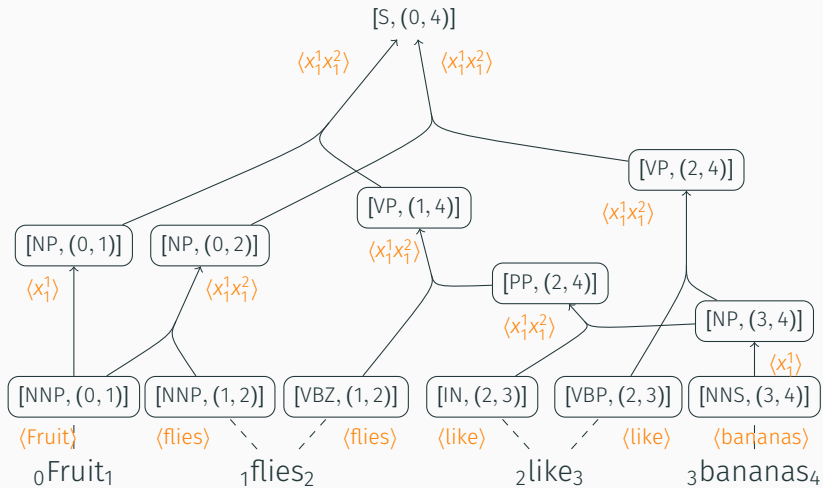 [S, (0, 4)]
⟨x₁¹x₁²⟩ ⟨x₁¹x₁²⟩
[VP, (2, 4)]
[VP, (1, 4)] ⟨x₁¹x₁²⟩
[NP, (0, 1)] [NP, (0, 2)] ⟨x₁¹x₁²⟩
⟨x₁¹⟩ ⟨x₁¹x₁²⟩ [PP, (2, 4)]
⟨x₁¹x₁²⟩ [NP, (3, 4)]
⟨x₁¹⟩
[NNP, (0, 1)] [NNP, (1, 2)] [VBZ, (1, 2)] [IN, (2, 3)] [VBP, (2, 3)] [NNS, (3, 4)]
⟨Fruit⟩ ⟨flies⟩ ⟨flies⟩ ⟨like⟩ ⟨like⟩ ⟨bananas⟩
₀Fruit₁ ₁flies₂ ₂like₃ ₃bananas₄